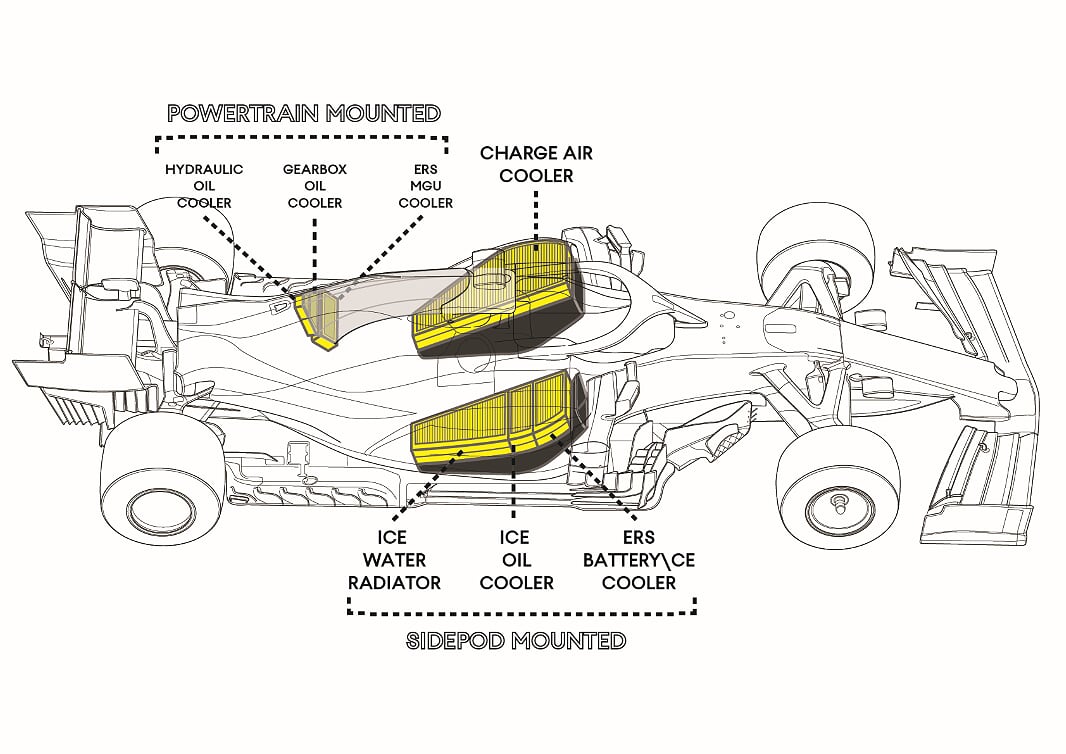 POWERTRAIN MOUNTED
HYDRAULIC
OIL
COOLER
GEARBOX
OIL
COOLER
ERS
MGU
COOLER
CHARGE AIR
COOLER
ICE
WATER
RADIATOR
ICE
OIL
COOLER
ERS
BATTERY\CE
COOLER
SIDEPOD MOUNTED